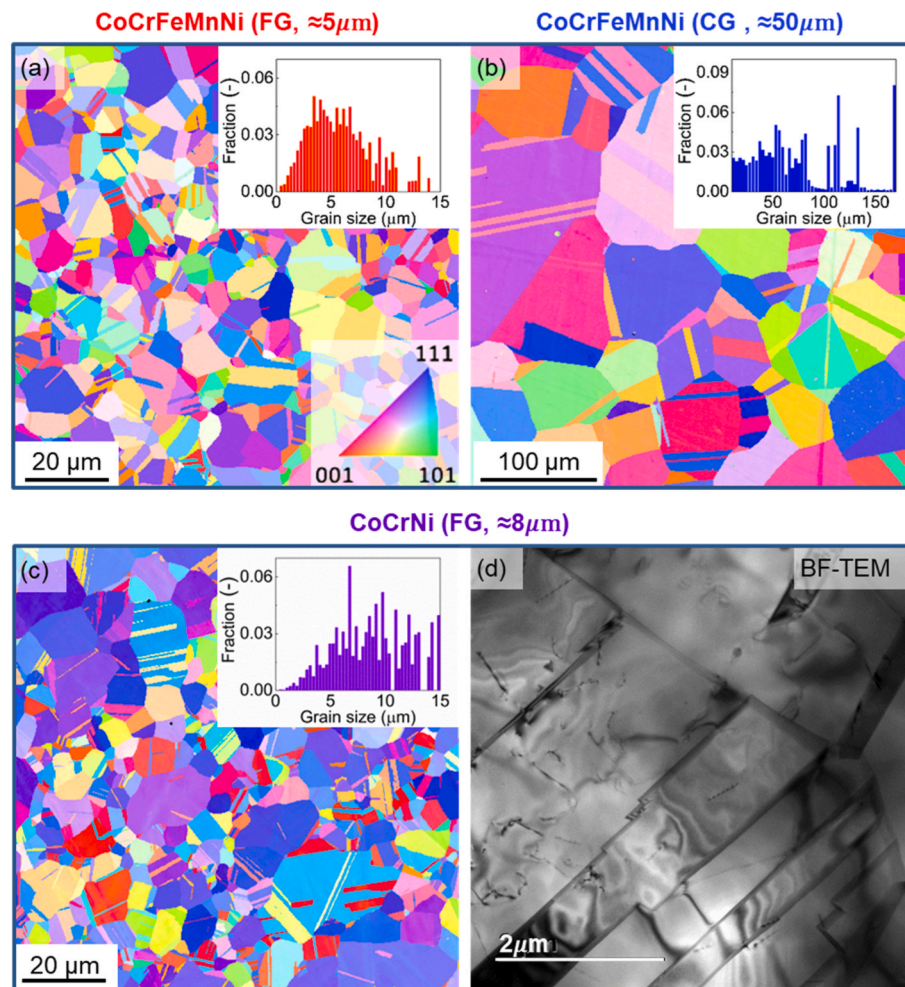 CoCrFeMnNi (FG, ≈5μm)
CoCrFeMnNi (CG , ≈50μm)
(a)
0.06
0.03
0.00
Fraction (-)
5 10 15
Grain size (μm)
111
001 101
20 μm
(b)
0.09
0.06
0.03
0.00
Fraction (-)
50 100 150
Grain size (μm)
100 μm
CoCrNi (FG, ≈8μm)
(c)
0.06
0.03
0.00
Fraction (-)
0 5 10 15
Grain size (μm)
20 μm
(d)
BF-TEM
2μm